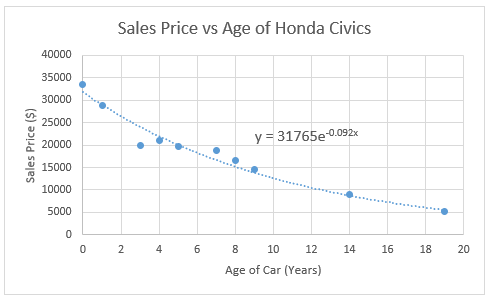 Sales Price vs Age of Honda Civics
40000
35000
30000
25000
20000
15000
10000
5000
0
Sales Price ($)
y = 31765e-0.092x
0 2 4 6 8 10 12 14 16 18 20
Age of Car (Years)